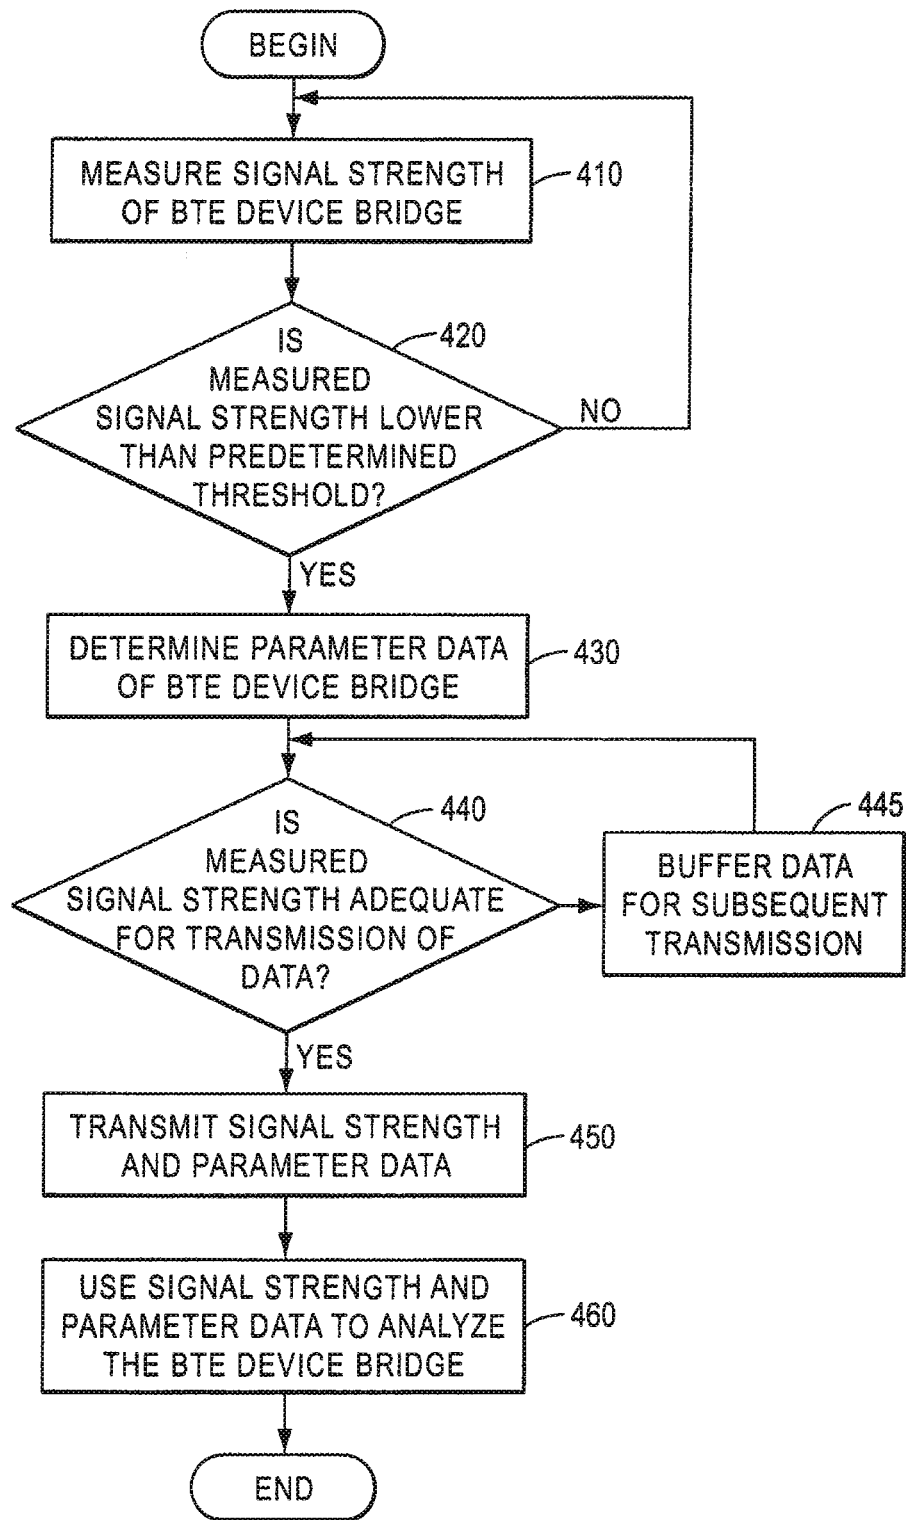 BEGIN
MEASURE SIGNAL STRENGTH
OF BTE DEVICE BRIDGE
410
IS
MEASURED
SIGNAL STRENGTH LOWER
THAN PREDETERMINED
THRESHOLD?
420
NO
YES
DETERMINE PARAMETER DATA
OF BTE DEVICE BRIDGE
430
IS
MEASURED
SIGNAL STRENGTH ADEQUATE
FOR TRANSMISSION OF
DATA?
440
445
BUFFER DATA
FOR SUBSEQUENT
TRANSMISSION
YES
TRANSMIT SIGNAL STRENGTH
AND PARAMETER DATA
450
USE SIGNAL STRENGTH AND
PARAMETER DATA TO ANALYZE
THE BTE DEVICE BRIDGE
460
END